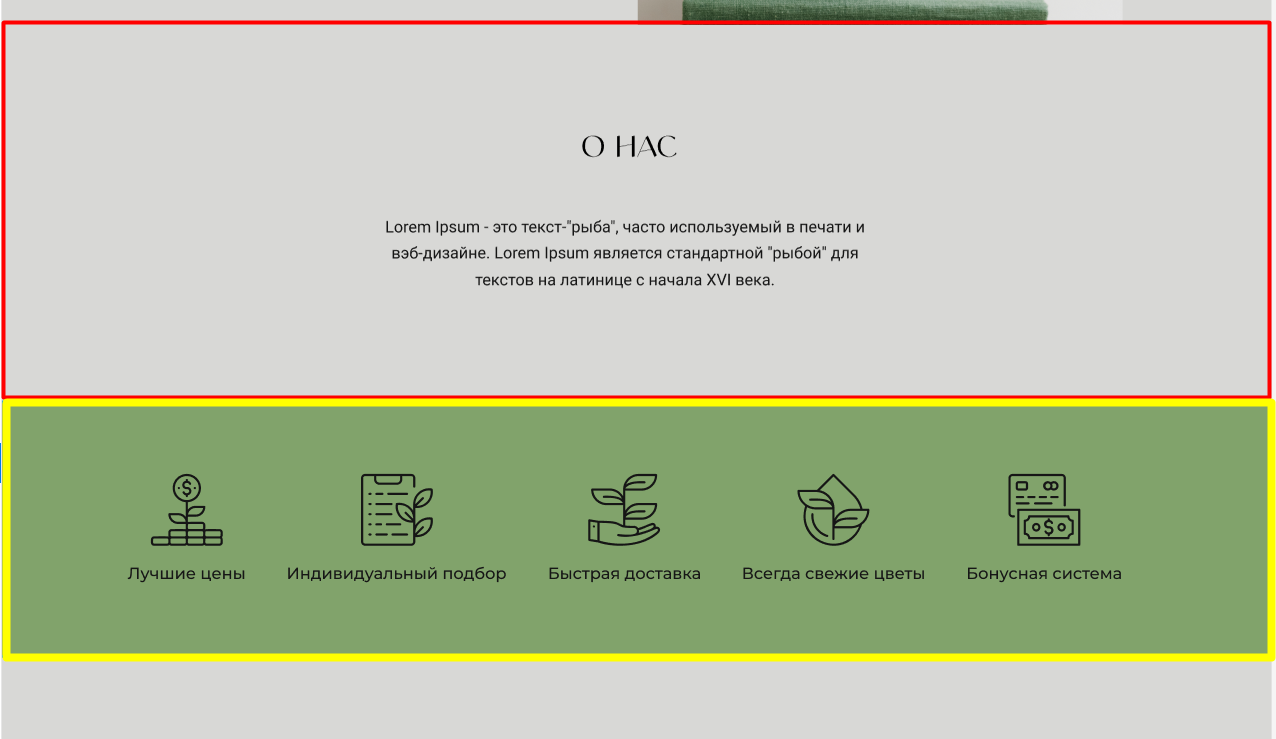 О НАС
Lorem Ipsum - это текст-"рыба", часто используемый в печати и
вэб-дизайне. Lorem Ipsum является стандартной "рыбой" для
текстов на латинице с начала XVI века.
Лучшие цены
Индивидуальный подбор
Быстрая доставка
Всегда свежие цветы
Бонусная система